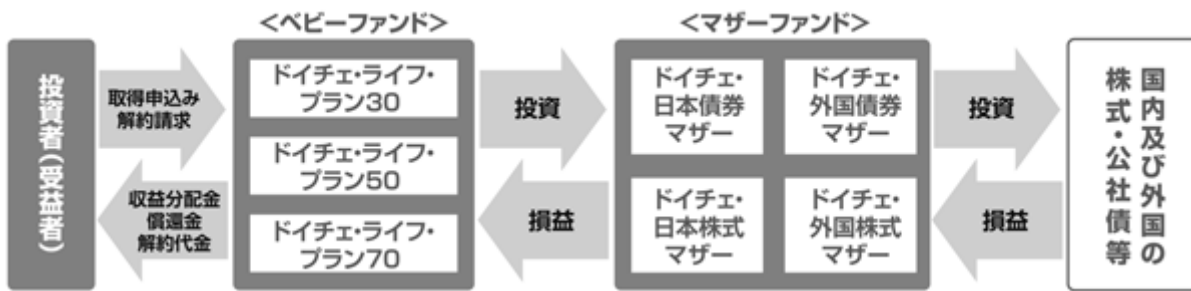 ＜ベビーファンド＞
＜マザーファンド＞
投資者（受益者）
取得申込み
解約請求
収益分配金
償還金
解約代金
ドイチェ・ライフ・
プラン30
ドイチェ・ライフ・
プラン50
ドイチェ・ライフ・
プラン70
投資
損益
ドイチェ・
日本債券
マザー
ドイチェ・
外国債券
マザー
ドイチェ・
日本株式
マザー
ドイチェ・
外国株式
マザー
投資
損益
国内及び外国の
株式・公社債等